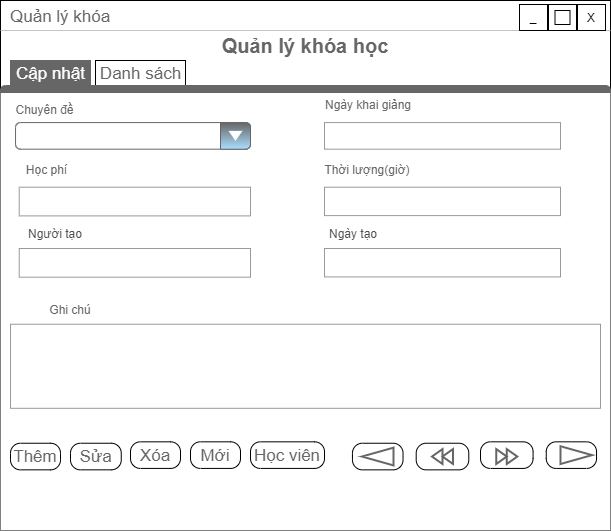 Quản lý khóa
_ X
Quản lý khóa học
Cập nhật Danh sách
Chuyên đề Ngày khai giảng
Học phí Thời lượng(giờ)
Người tạo Ngày tạo
Ghi chú
Thêm Sửa Xóa Mới Học viên